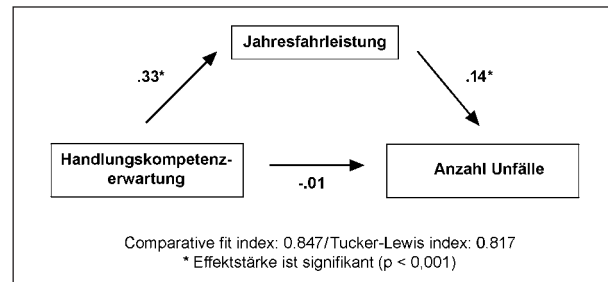 Jahresfahrleistung
.33*
.14*
Handlungskompetenz-
erwartung
-.01
Anzahl Unfälle
Comparative fit index: 0.847/Tucker-Lewis index: 0.817
* Effektstärke ist signifikant (p < 0,001)